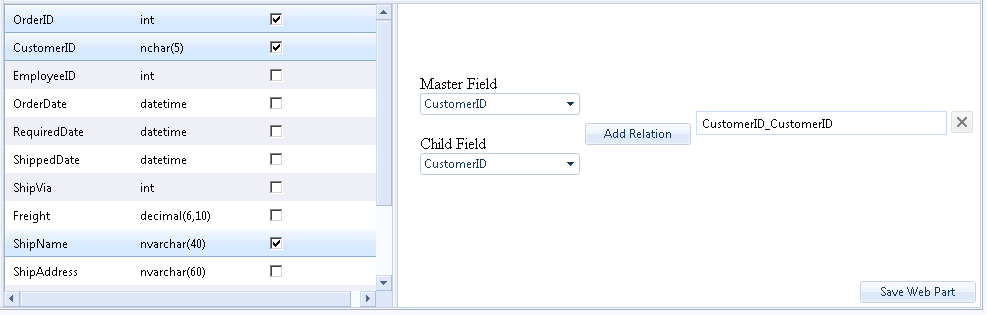 OrderID int
CustomerID nchar(5)
EmployeeID int
OrderDate datetime
RequiredDate datetime
ShippedDate datetime
ShipVia int
Freight decimal(6,10)
ShipName nvarchar(40)
ShipAddress nvarchar(60)
Master Field
CustomerID
Child Field
CustomerID
Add Relation
CustomerID_CustomerID
Save Web Part